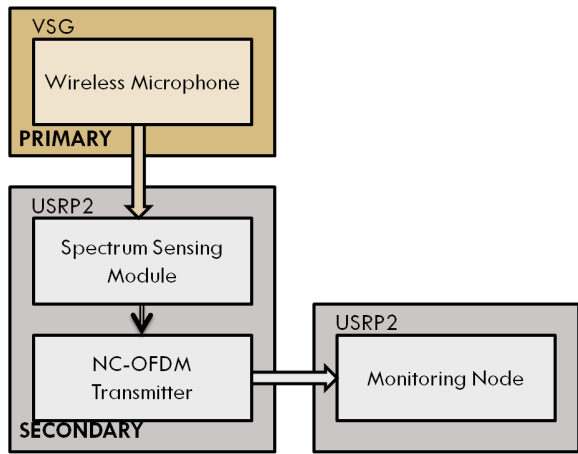 VSG
Wireless Microphone
PRIMARY
USRP2
Spectrum Sensing
Module
NC-OFDM
Transmitter
SECONDARY
USRP2
Monitoring Node